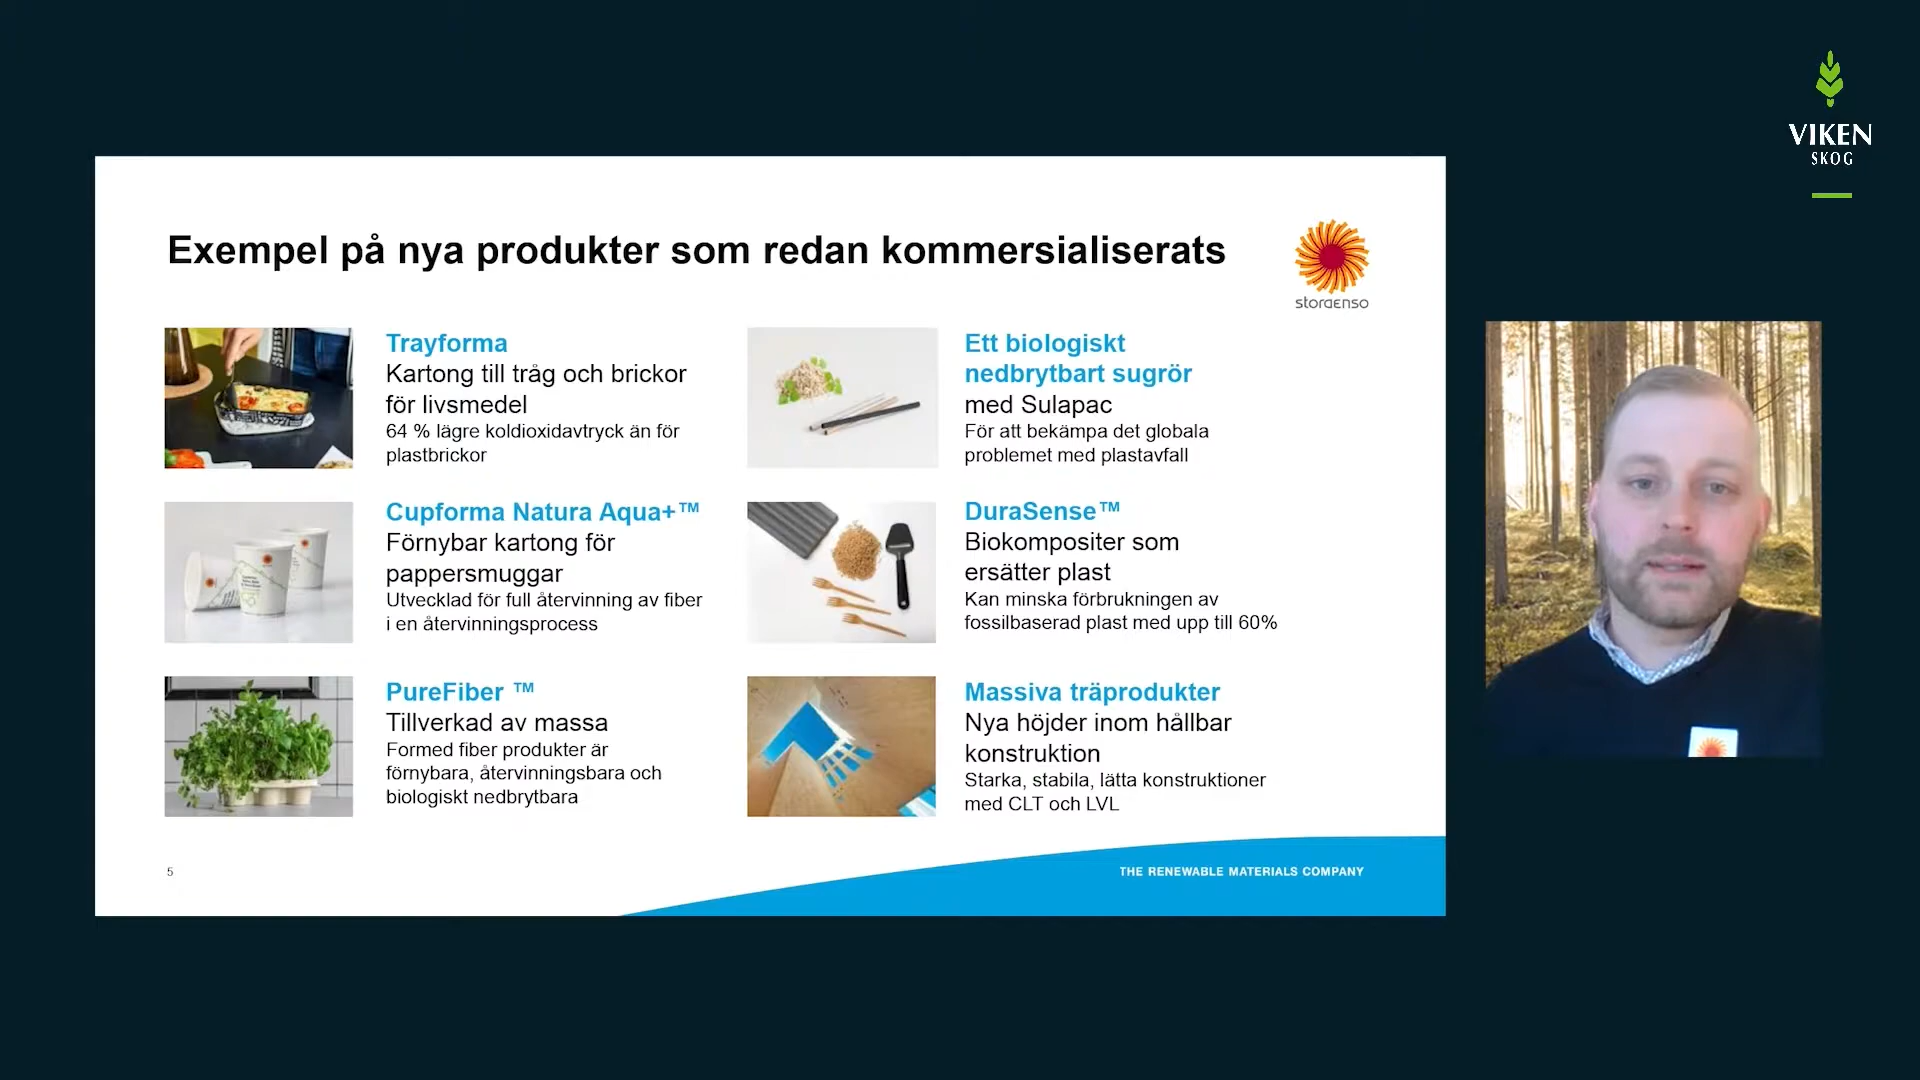 VIKEN
SKOG
Exempel på nya produkter som redan kommersialiserats
storaenso
Trayforma
Kartong till tråg och brickor
för livsmedel
64 % lägre koldioxidavtryck än för
plastbrickor
Cupforma Natura Aqua+™
Förnybar kartong för
pappersmuggar
Utvecklad för full återvinning av fiber
i en återvinningsprocess
PureFiber ™
Tillverkad av massa
Formed fiber produkter är
förnybara, återvinningsbara och
biologiskt nedbrytbara
Ett biologiskt
nedbrytbart sugrör
med Sulapac
För att bekämpa det globala
problemet med plastavfall
DuraSense™
Biokompositer som
ersätter plast
Kan minska förbrukningen av
fossilbaserad plast med upp till 60%
Massiva träprodukter
Nya höjder inom hållbar
konstruktion
Starka, stabila, lätta konstruktioner
med CLT och LVL
5
THE RENEWABLE MATERIALS COMPANY